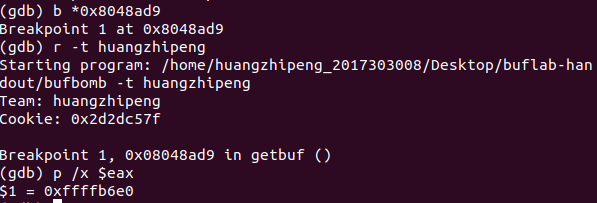 (gdb) b *0x8048ad9
Breakpoint 1 at 0x8048ad9
(gdb) r -t huangzhipeng
Starting program: /home/huangzhipeng_2017303008/Desktop/buflab-han
dout/bufbomb -t huangzhipeng
Team: huangzhipeng
Cookie: 0x2d2dc57f
Breakpoint 1, 0x08048ad9 in getbuf ()
(gdb) p /x $eax
$1 = 0xffffb6e0